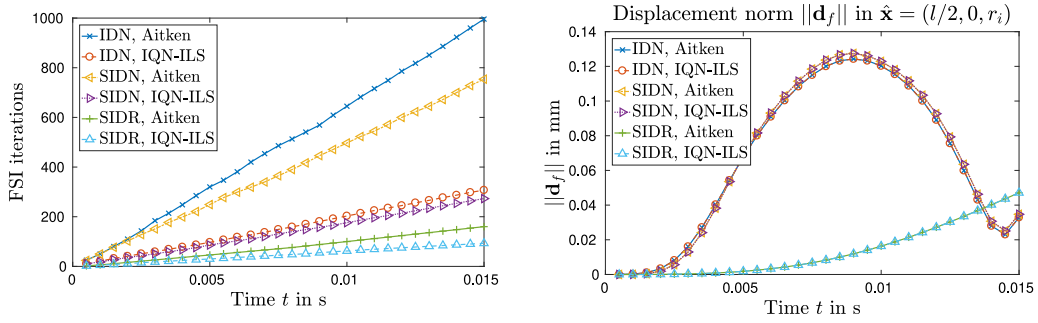 1000
800
600
400
200
0
0.005
0.01
0.015
FSI iterations
Time t in s
IDN, Aitken
IDN, IQN-ILS
SIDN, Aitken
SIDN, IQN-ILS
SIDR, Aitken
SIDR, IQN-ILS
Displacement norm ||d_f|| in x̂ = (l/2, 0, r_i)
0.14
0.12
0.1
0.08
0.06
0.04
0.02
0
0
0.005
0.01
0.015
||d_f|| in mm
Time t in s
IDN, Aitken
IDN, IQN-ILS
SIDN, Aitken
SIDN, IQN-ILS
SIDR, Aitken
SIDR, IQN-ILS